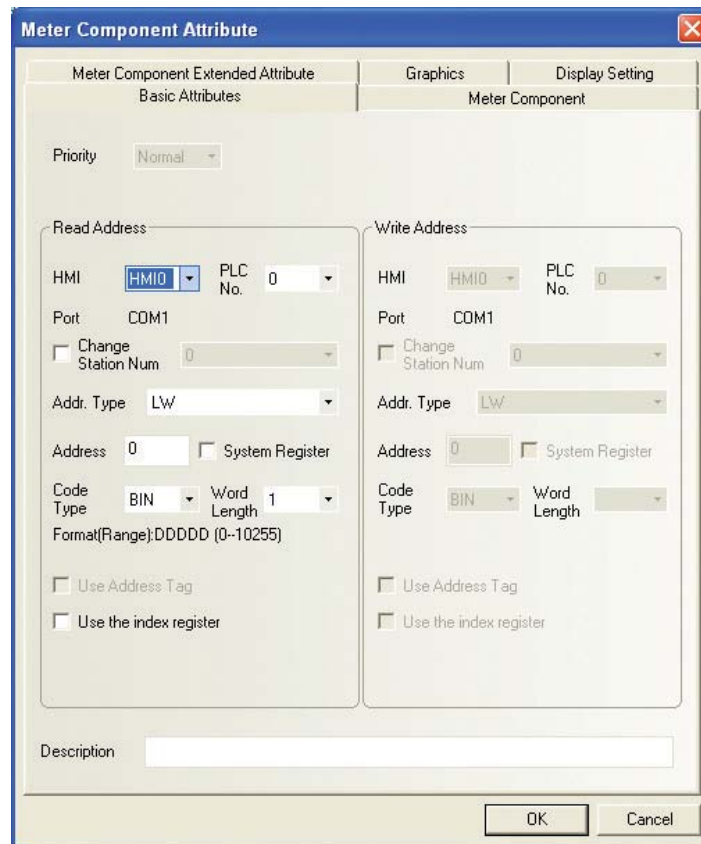 Meter Component Attribute
Meter Component Extended Attribute
Graphics
Display Setting
Basic Attributes
Meter Component
Priority Normal
Read Address
HMI HMI0 PLC No. 0
Port COM1
Change Station Num 0
Addr. Type LW
Address 0 System Register
Code Type BIN Word Length 1
Format(Range):DDDDD (0--10255)
Use Address Tag
Use the index register
Write Address
HMI HMI0 PLC No. 0
Port COM1
Change Station Num 0
Addr. Type LW
Address 0 System Register
Code Type BIN Word Length
Use Address Tag
Use the index register
Description
OK Cancel